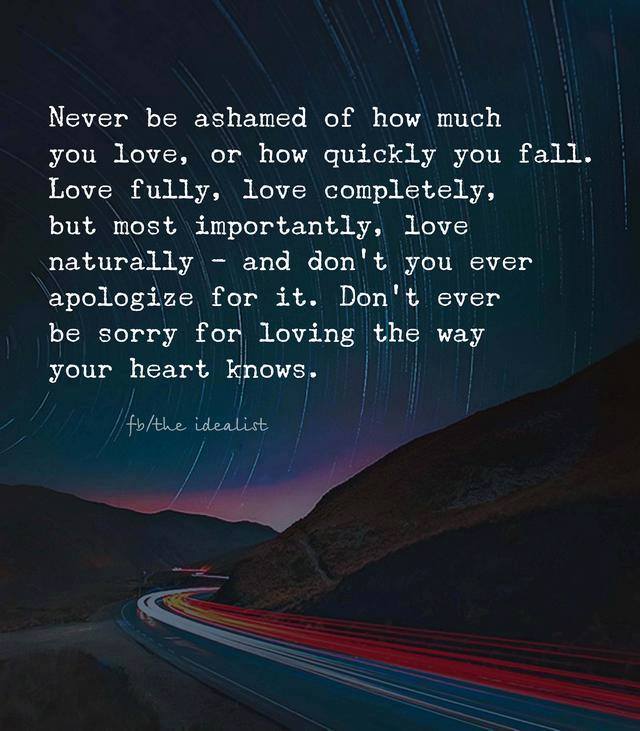 Never be ashamed of how much
you love, or how quickly you fall.
Love fully, love completely,
but most importantly, love
naturally - and don't you ever
apologize for it. Don't ever
be sorry for loving the way
your heart knows.
fb/the idealist